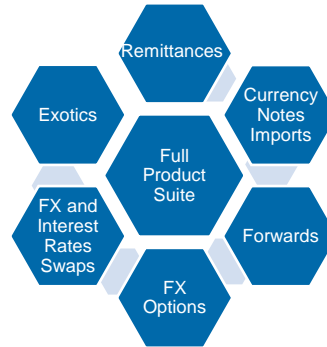 Remittances
Currency
Notes
Imports
Exotics
Full
Product
Suite
FX and
Interest
Rates
Swaps
Forwards
FX
Options